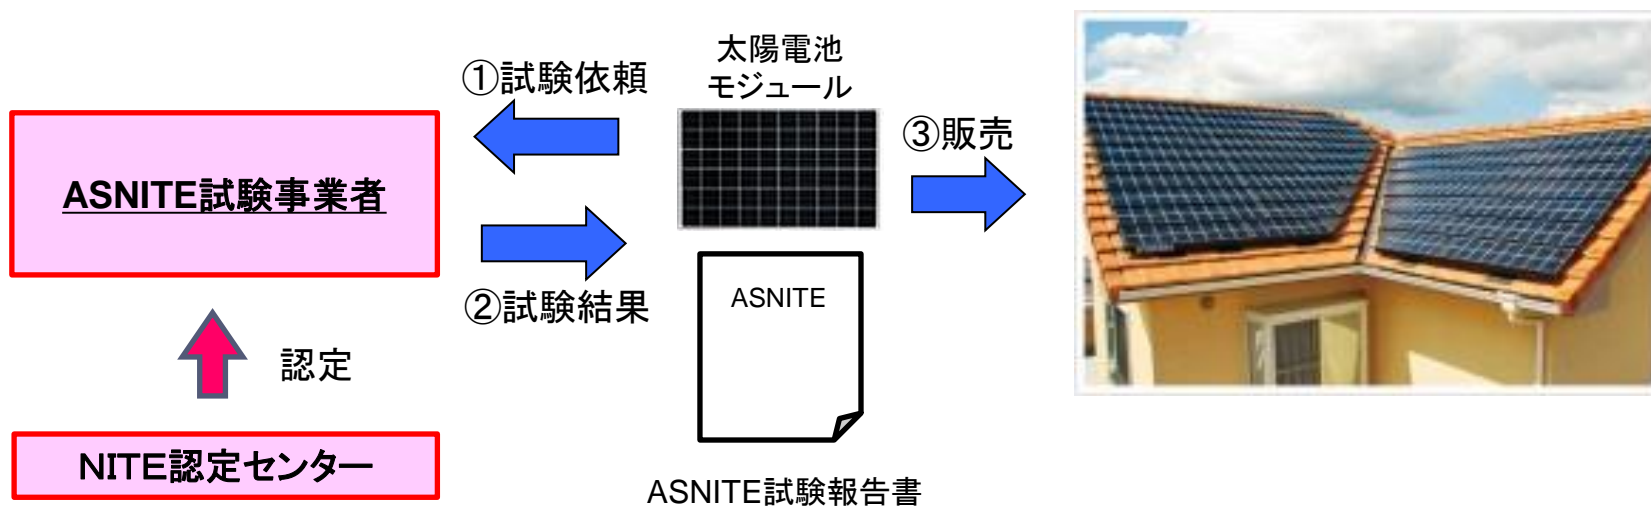 太陽電池
モジュール
①試験依頼
③販売
ASNITE試験事業者
②試験結果
ASNITE
認定
NITE認定センター
ASNITE試験報告書